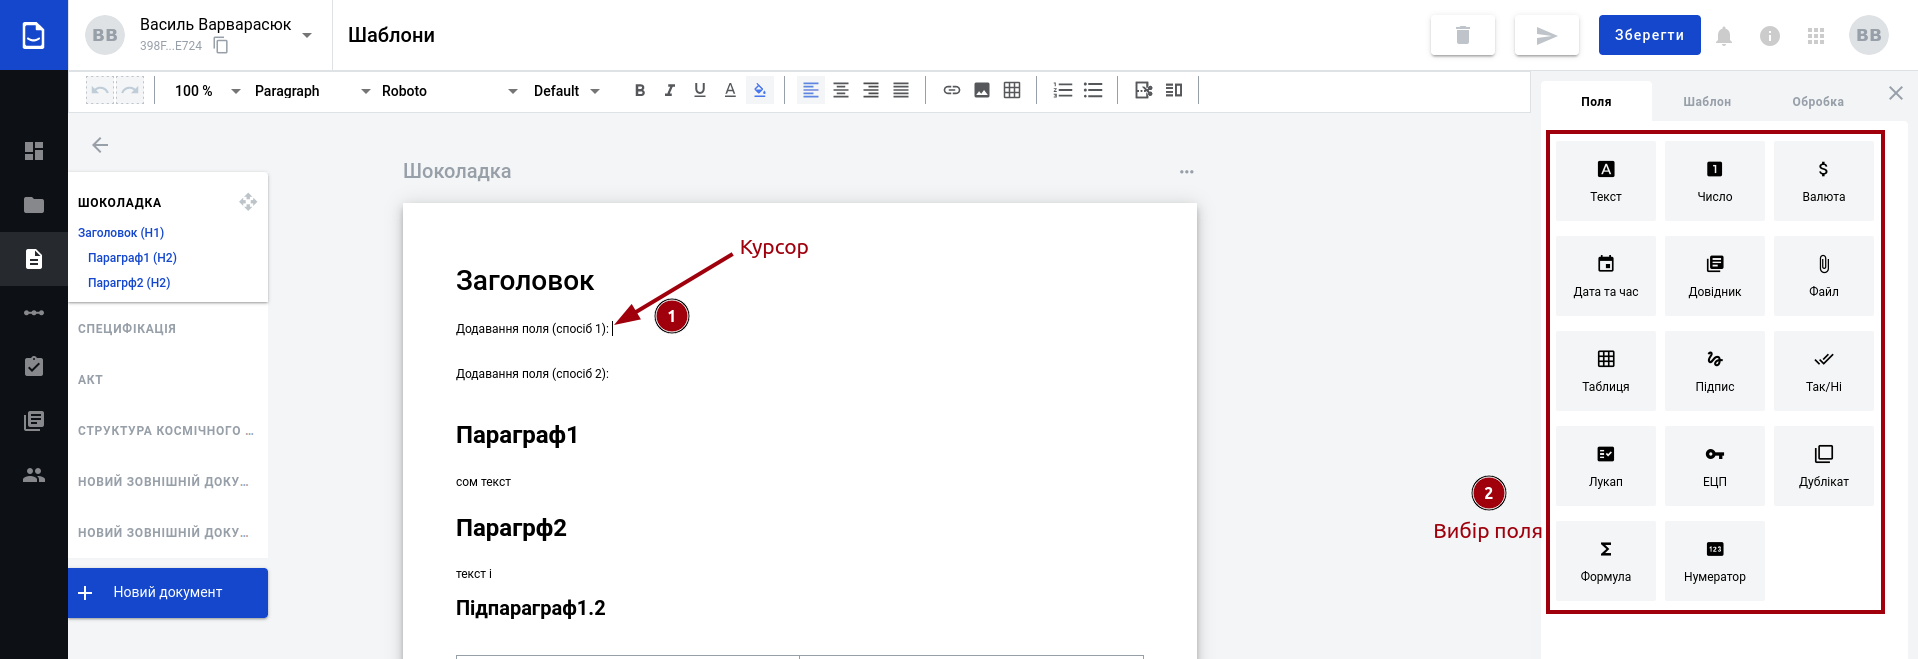 BB
Василь Варварасюк
398F...E724
Шаблони
Зберегти
BB
100 %
Paragraph
Roboto
Default
B
I
U
A
Поля
Шаблон
Обробка
ШОКОЛАДКА
Заголовок (H1)
Параграф1 (H2)
Парагрф2 (H2)
СПЕЦИФІКАЦІЯ
АКТ
СТРУКТУРА КОСМІЧНОГО ...
НОВИЙ ЗОВНІШНІЙ ДОКУ...
НОВИЙ ЗОВНІШНІЙ ДОКУ...
Новий документ
Шоколадка
Курсор
Заголовок
1
Додавання поля (спосіб 1):
Додавання поля (спосіб 2):
Параграф1
сом текст
Парагрф2
текст і
Підпараграф1.2
2
Вибір поля
Текст
Число
Валюта
Дата та час
Довідник
Файл
Таблиця
Підпис
Так/Ні
Лукап
ЕЦП
Дублікат
Формула
123
Нумератор